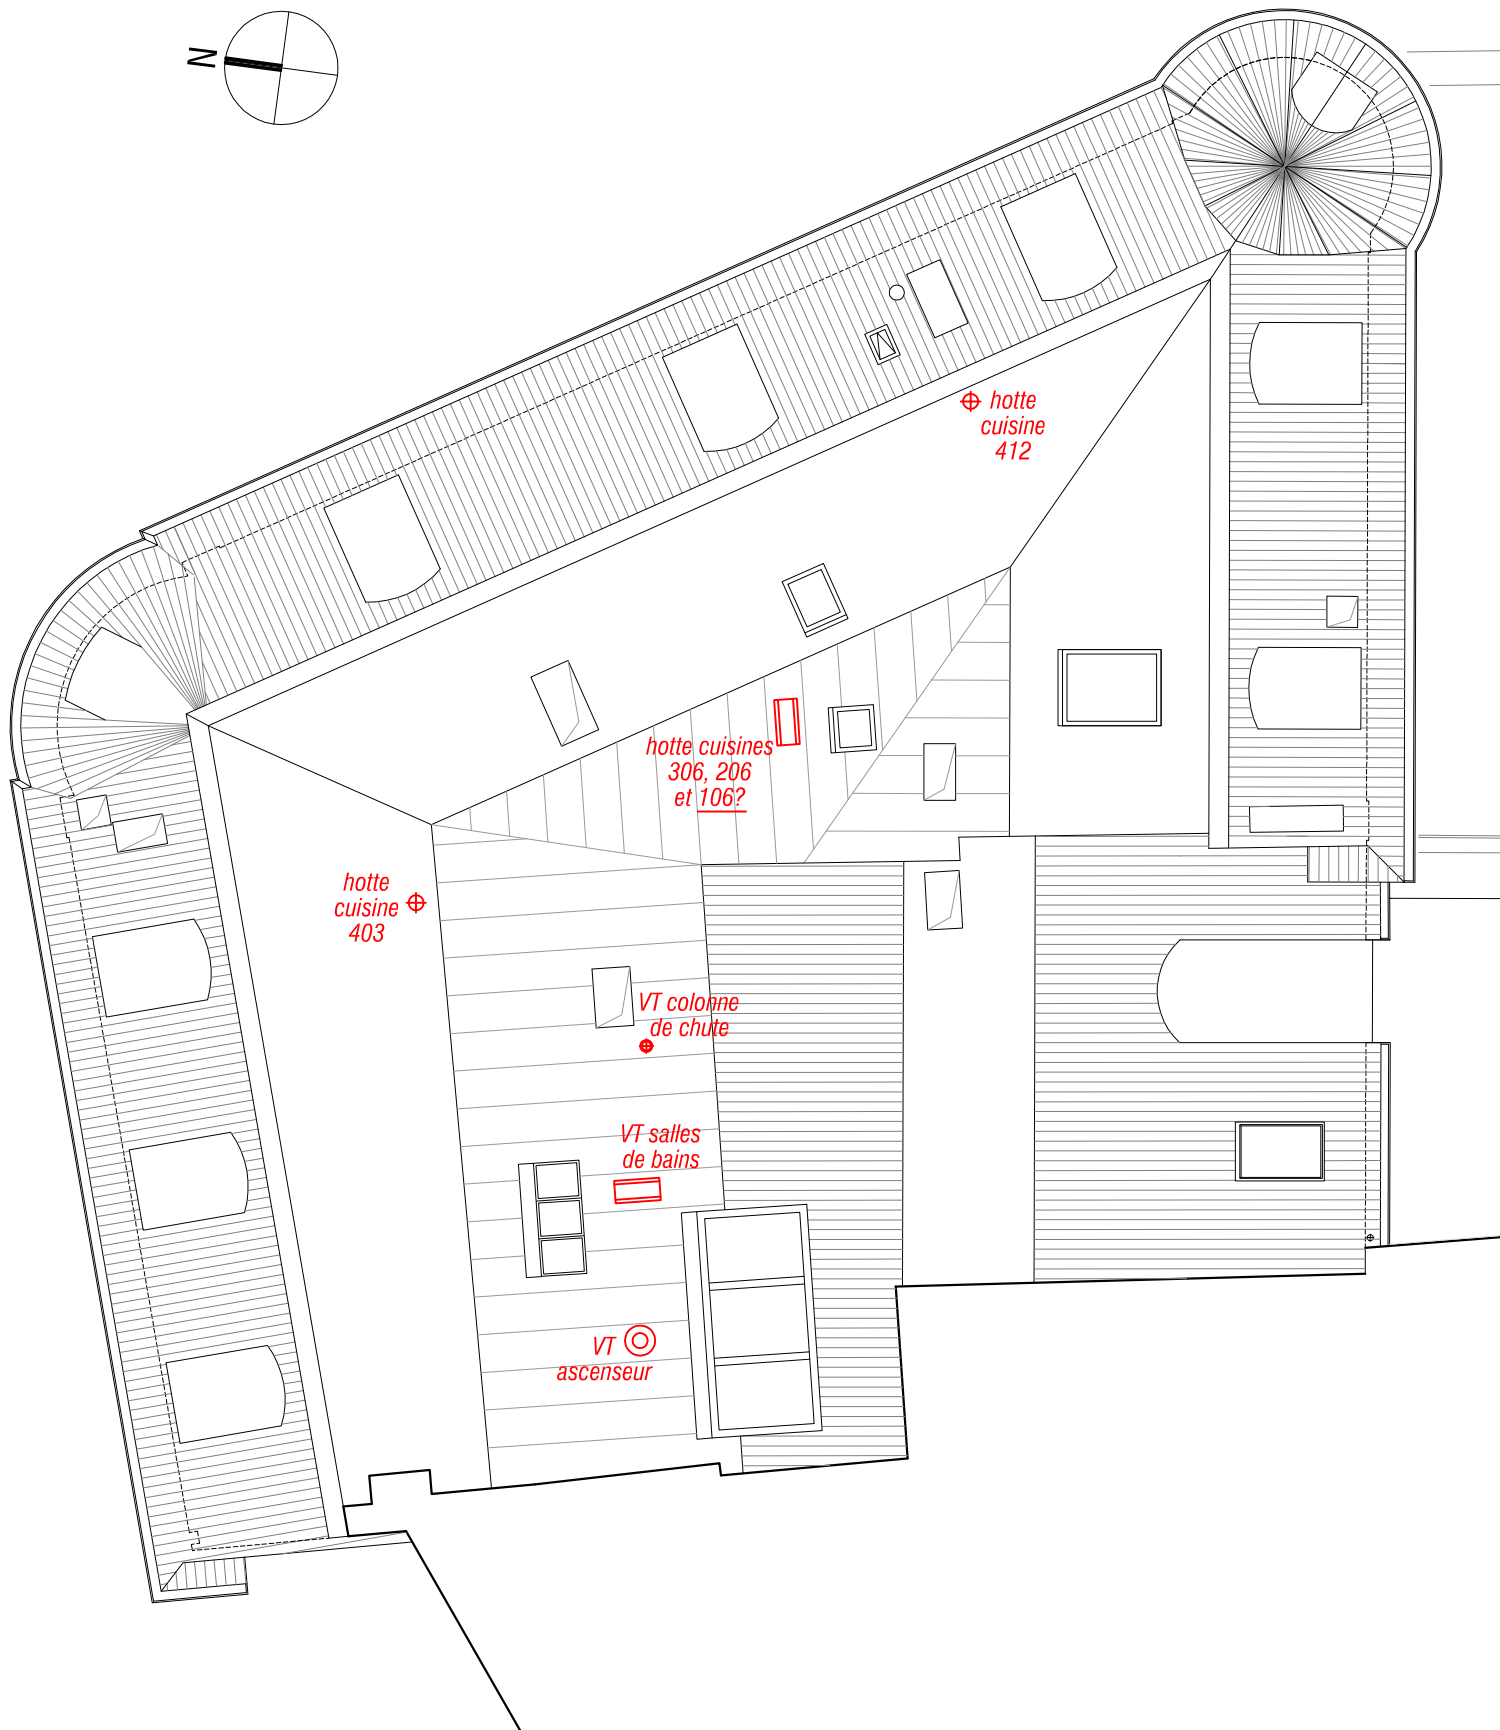 N
hotte
cuisine
412
hotte cuisines
306, 206
et 106?
hotte
cuisine
403
VT colonne
de chute
VT salles
de bains
VT
ascenseur